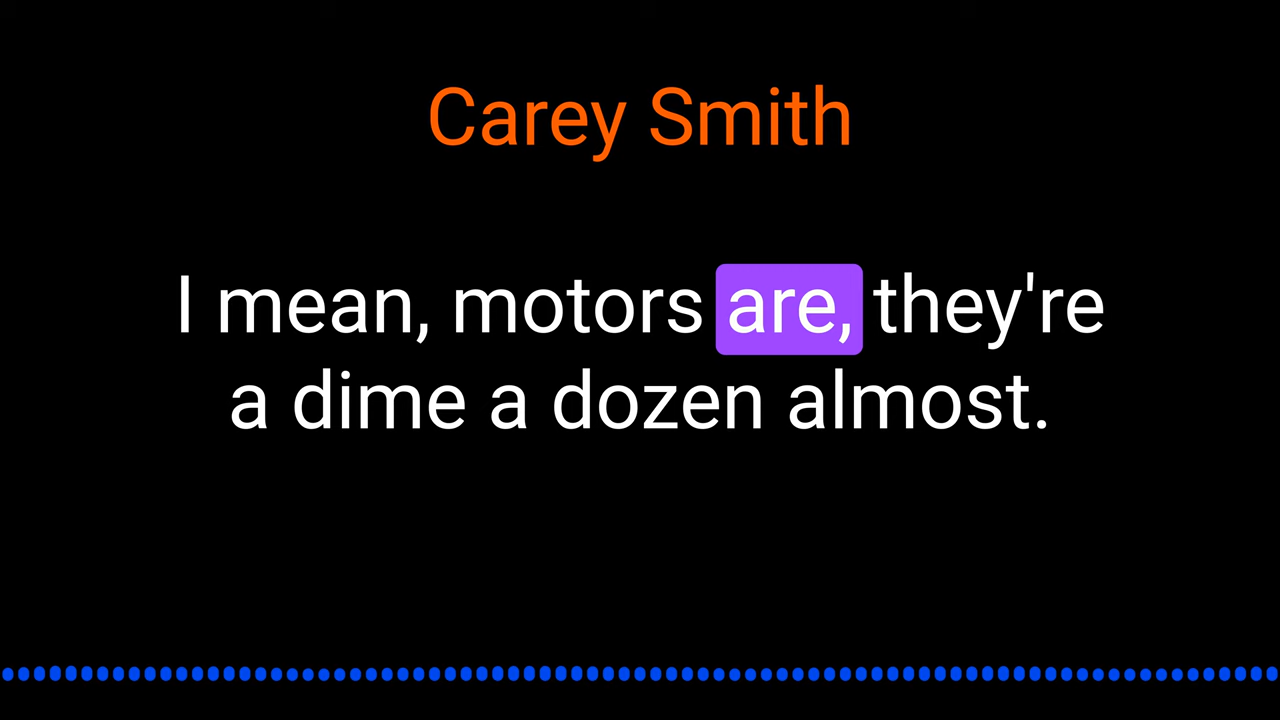 Carey Smith
I mean, motors are, they're
a dime a dozen almost.